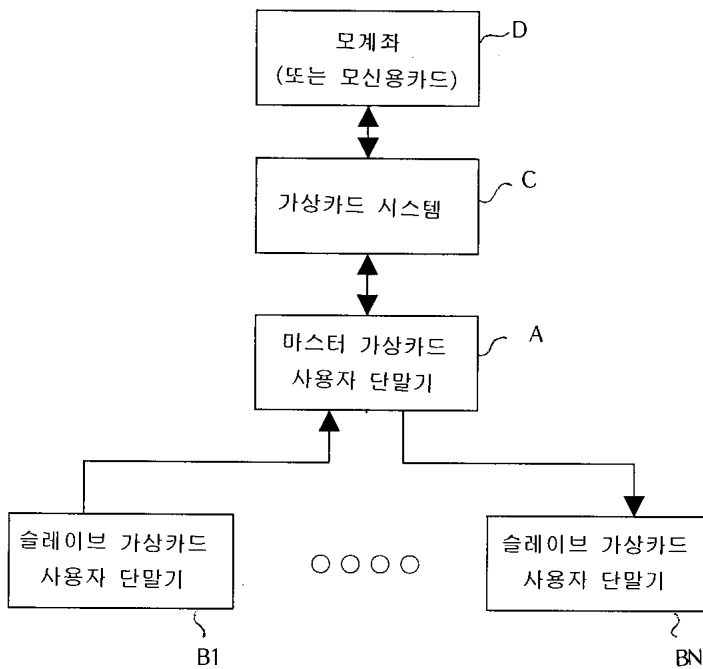 모계좌
(또는 모신용카드)
D
가상카드 시스템
C
마스터 가상카드
사용자 단말기
A
슬레이브 가상카드
사용자 단말기
B1
슬레이브 가상카드
사용자 단말기
BN